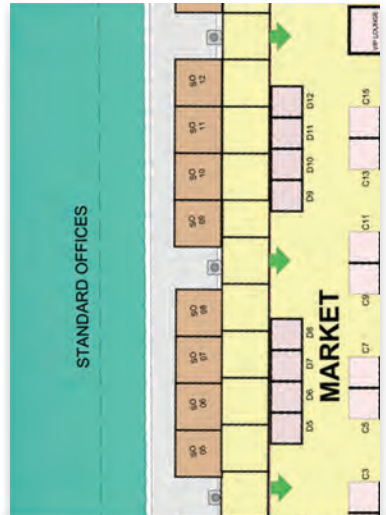 STANDARD OFFICES
SO
12
SO
11
SO
10
SO
09
SO
08
SO
07
SO
06
SO
05
D12
D11
D10
D9
D8
D7
D6
D5
MARKET
VIP LOUNGE
C15
C13
C11
C9
C7
C5
C3